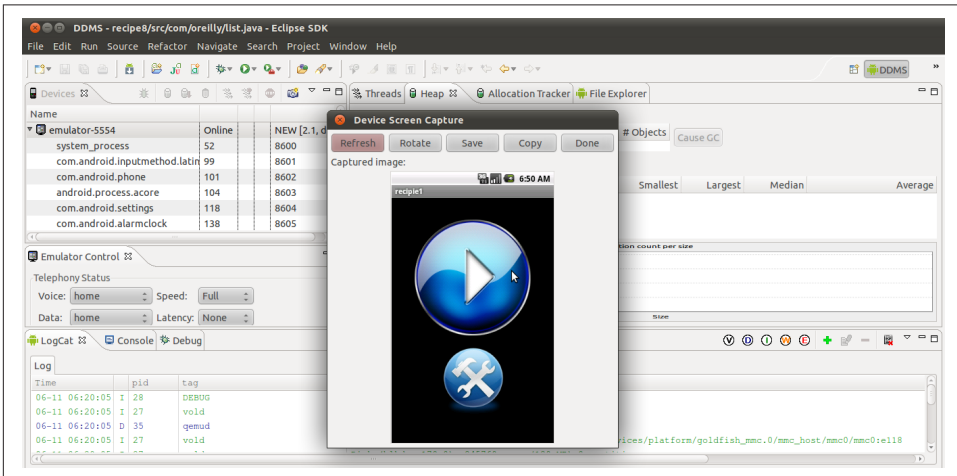 DDMS - recipe8/src/com/oreilly/list.java - Eclipse SDK
File Edit Run Source Refactor Navigate Search Project Window Help
DDMS »
Devices
Name
emulator-5554 Online NEW [2.1, d
system_process 52 8600
com.android.inputmethod.latin 99 8601
com.android.phone 101 8602
android.process.acore 104 8603
com.android.settings 118 8604
com.android.alarmclock 138 8605
Threads Heap Allocation Tracker File Explorer
# Objects Cause GC
Smallest Largest Median Average
tion count per size
Size
Device Screen Capture
Refresh Rotate Save Copy Done
Captured image:
6:50 AM
recipie1
Emulator Control
Telephony Status
Voice: home Speed: Full
Data: home Latency: None
LogCat Console Debug
V D I W E
Log
Time pid tag
06-11 06:20:05 I 28 DEBUG
06-11 06:20:05 I 27 vold
06-11 06:20:05 D 35 qemud
06-11 06:20:05 I 27 vold
ices/platform/goldfish_mmc.0/mmc_host/mmc0/mmc0:e118